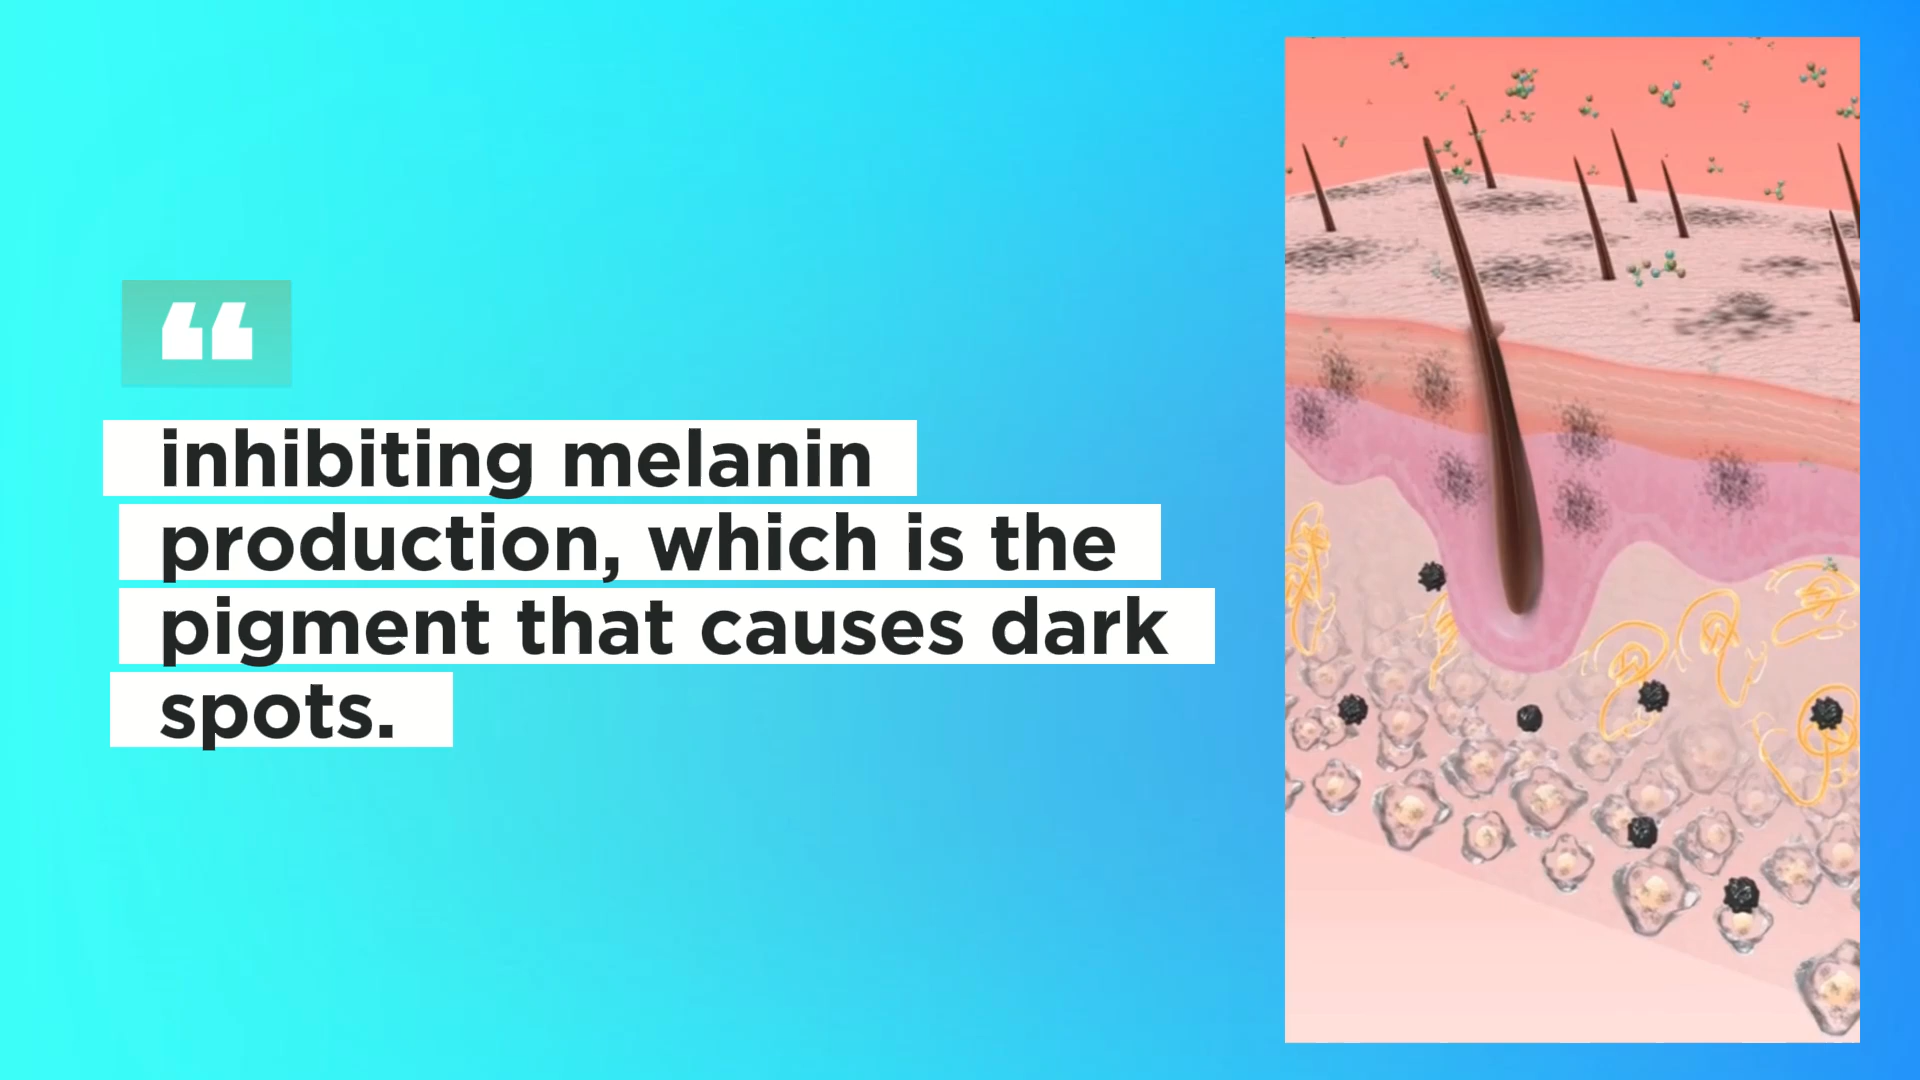 “
inhibiting melanin
production, which is the
pigment that causes dark
spots.